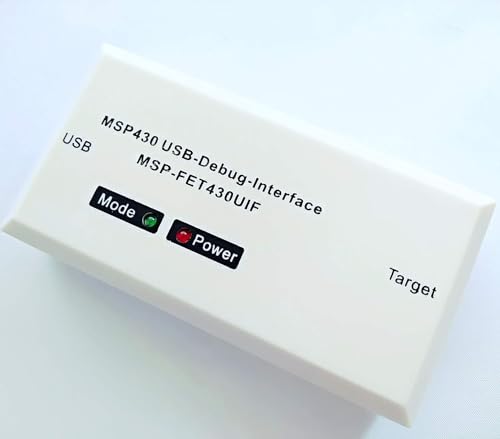 MSP430 USB-Debug-Interface
USB
MSP-FET430UIF
Mode
Power
Target